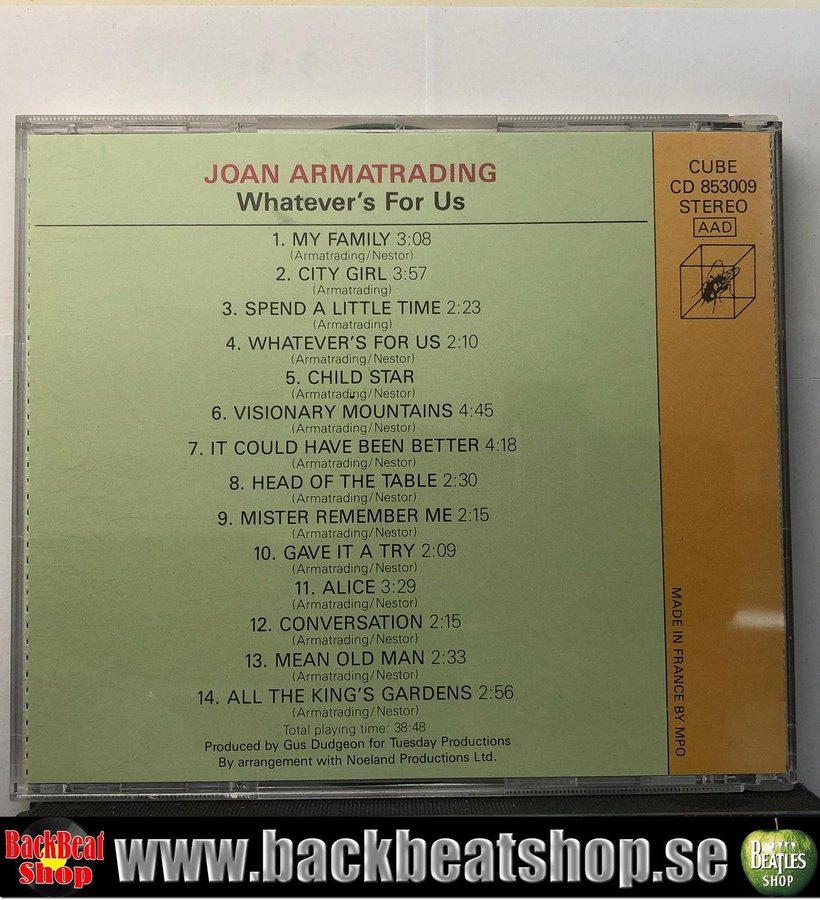 JOAN ARMATRADING
Whatever's For Us
1. MY FAMILY 3:08
(Armatrading/Nestor)
2. CITY GIRL 3:57
(Armatrading)
3. SPEND A LITTLE TIME 2:23
(Armatrading)
4. WHATEVER'S FOR US 2:10
(Armatrading/Nestor)
5. CHILD STAR
(Armatrading/Nestor)
6. VISIONARY MOUNTAINS 4:45
(Armatrading/Nestor)
7. IT COULD HAVE BEEN BETTER 4:18
(Armatrading/Nestor)
8. HEAD OF THE TABLE 2:30
(Armatrading/Nestor)
9. MISTER REMEMBER ME 2:15
(Armatrading/Nestor)
10. GAVE IT A TRY 2:09
(Armatrading/Nestor)
11. ALICE 3:29
(Armatrading/Nestor)
12. CONVERSATION 2:15
(Armatrading/Nestor)
13. MEAN OLD MAN 2:33
(Armatrading/Nestor)
14. ALL THE KING'S GARDENS 2:56
(Armatrading/Nestor)
Total playing time: 38:48
Produced by Gus Dudgeon for Tuesday Productions
By arrangement with Noeland Productions Ltd.
CUBE
CD 853009
STEREO
AAD
MADE IN FRANCE BY MPO
BackBeat
Shop
www.backbeatshop.se
BEATLES
SHOP